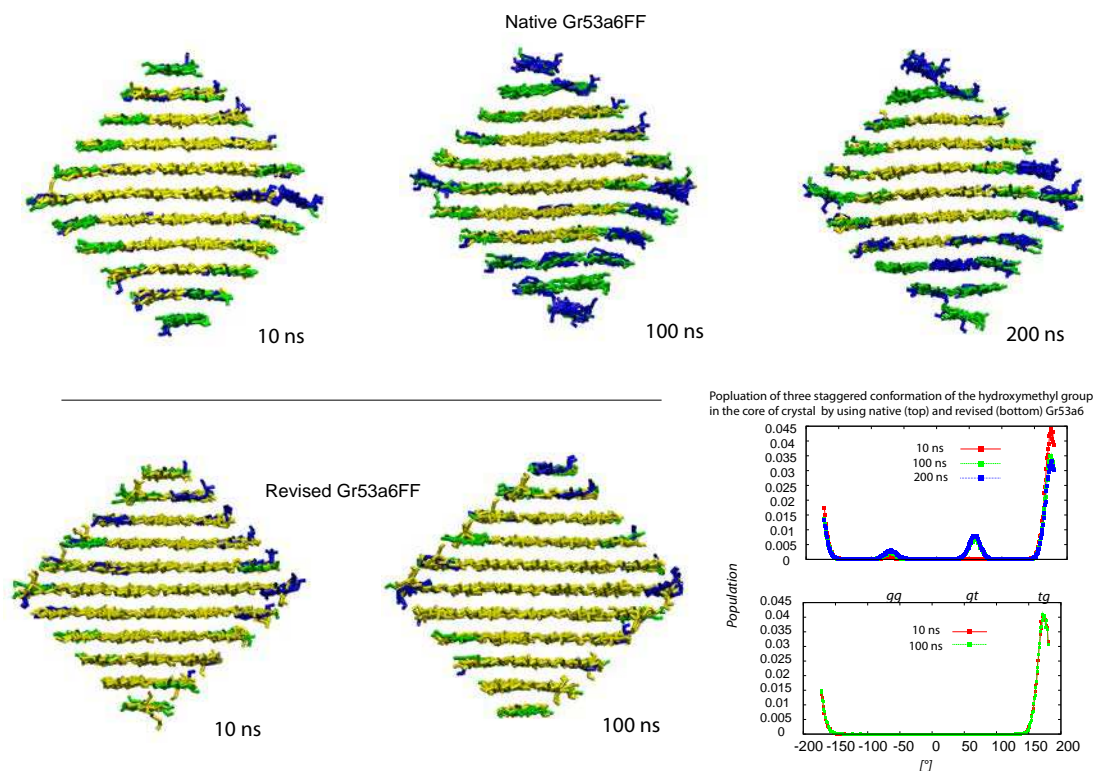 Native Gr53a6FF
10 ns
100 ns
200 ns
Revised Gr53a6FF
10 ns
100 ns
Popluation of three staggered conformation of the hydroxymethyl group
in the core of crystal by using native (top) and revised (bottom) Gr53a6
0.045
0.04
0.035
0.03
0.025
0.02
0.015
0.01
0.005
0
10 ns
100 ns
200 ns
gg gt tg
Population
0.045
0.04
0.035
0.03
0.025
0.02
0.015
0.01
0.005
0
10 ns
100 ns
-200 -150 -100 -50 0 50 100 150 200
[°]